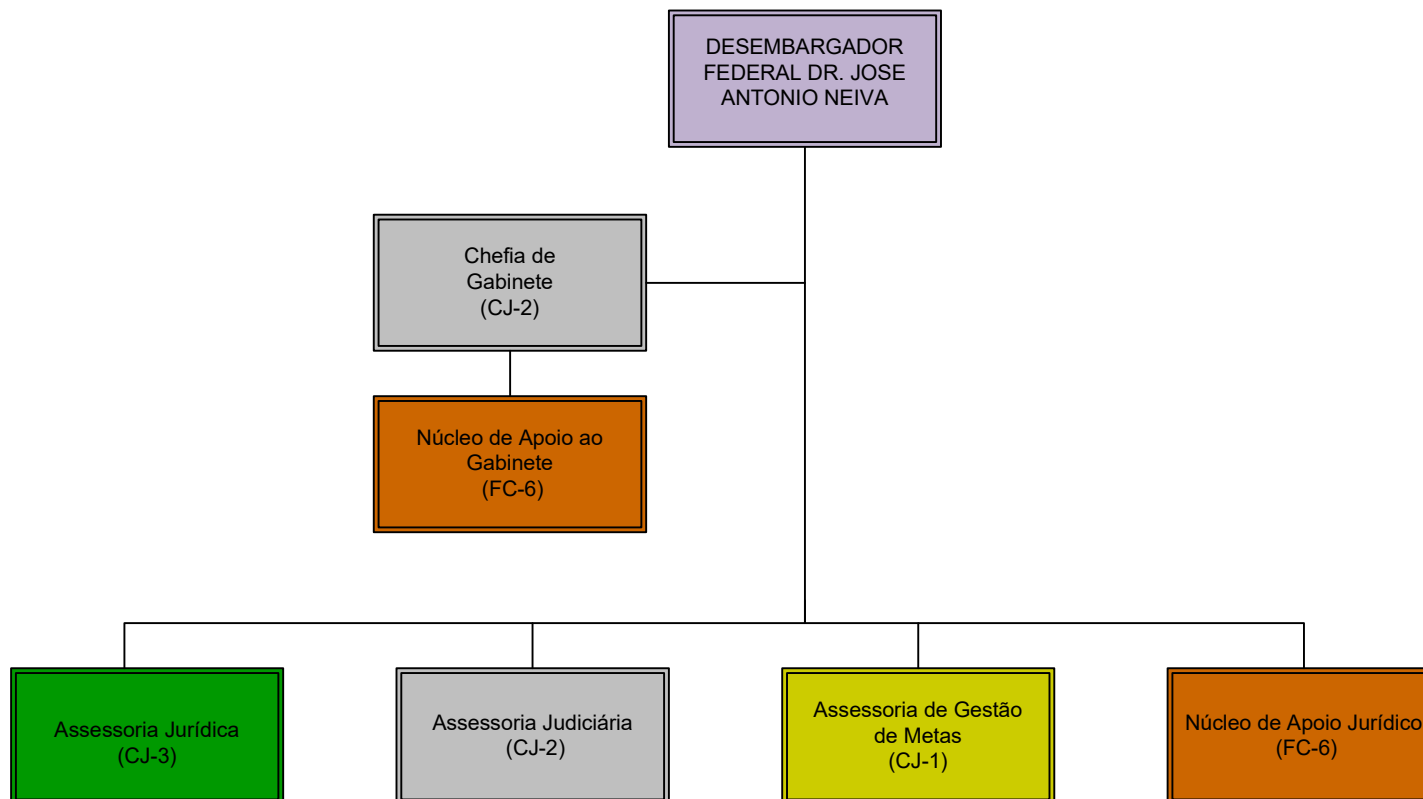 DESEMBARGADOR
FEDERAL DR. JOSE
ANTONIO NEIVA
Chefia de
Gabinete
(CJ-2)
Núcleo de Apoio ao
Gabinete
(FC-6)
Assessoria Jurídica
(CJ-3)
Assessoria Judiciária
(CJ-2)
Assessoria de Gestão
de Metas
(CJ-1)
Núcleo de Apoio Jurídico
(FC-6)